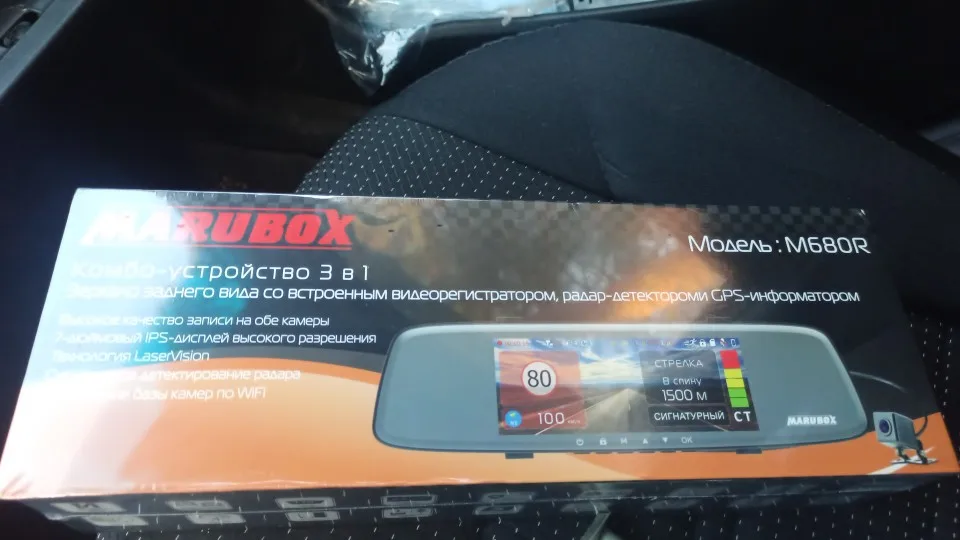 MARUBOX
Модель : M680R
Комбо-устройство 3 в 1
Зеркало заднего вида со встроенным видеорегистратором, радар-детектороми GPS-информатором
Высокое качество записи на обе камеры
7-дюймовый IPS-дисплей высокого разрешения
Технология LaserVision
детектирование радара
базы камер по WIFI
80
100
СТРЕЛКА
В спину
1500 м
СИГНАТУРНЫЙ СТ
MARUBOX
M
OK